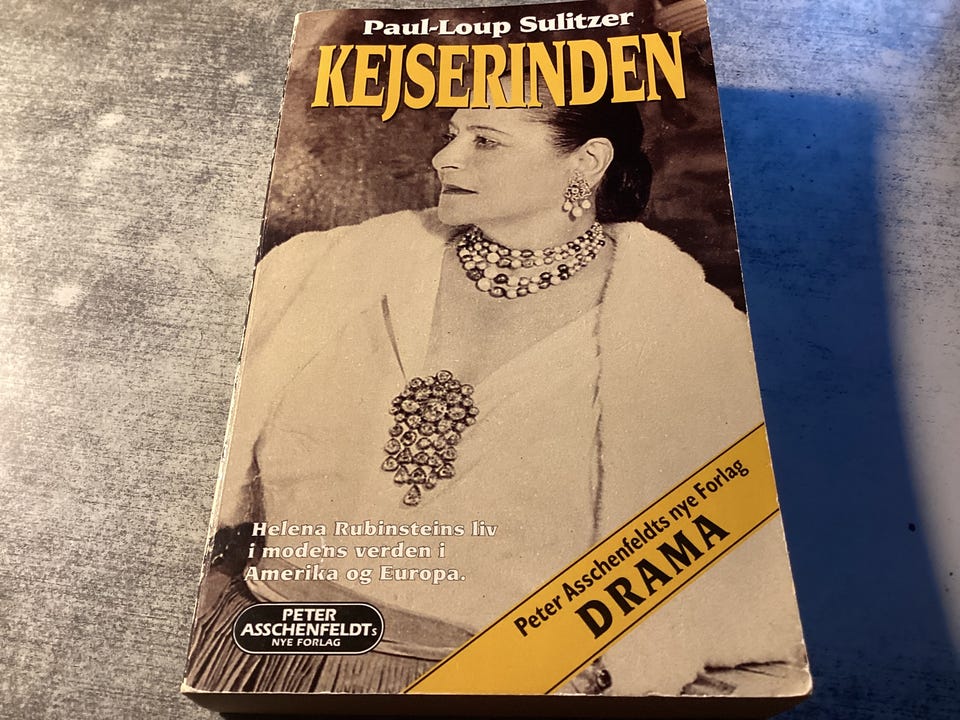 Paul-Loup Sulitzer
KEJSERINDEN
Helena Rubinsteins liv
i modens verden i
Amerika og Europa.
PETER
ASSCHENFELDTs
NYE FORLAG
Peter Asschenfeldts nye Forlag
DRAMA